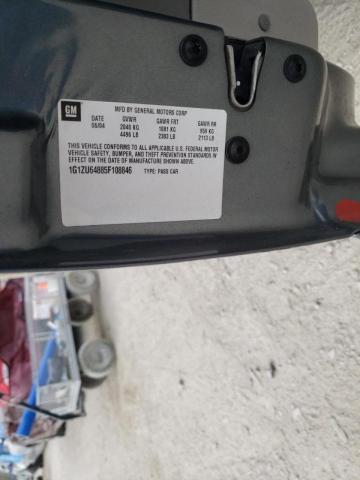 GM
MFD BY GENERAL MOTORS CORP
DATE GVWR GAWR FRT GAWR RR
06/04 2040 KG 1081 KG 959 KG
4496 LB 2383 LB 2113 LB
THIS VEHICLE CONFORMS TO ALL APPLICABLE U.S. FEDERAL MOTOR
VEHICLE SAFETY, BUMPER, AND THEFT PREVENTION STANDARDS IN
EFFECT ON THE DATE OF MANUFACTURE SHOWN ABOVE.
1G1ZU64885F108846 TYPE: PASS CAR